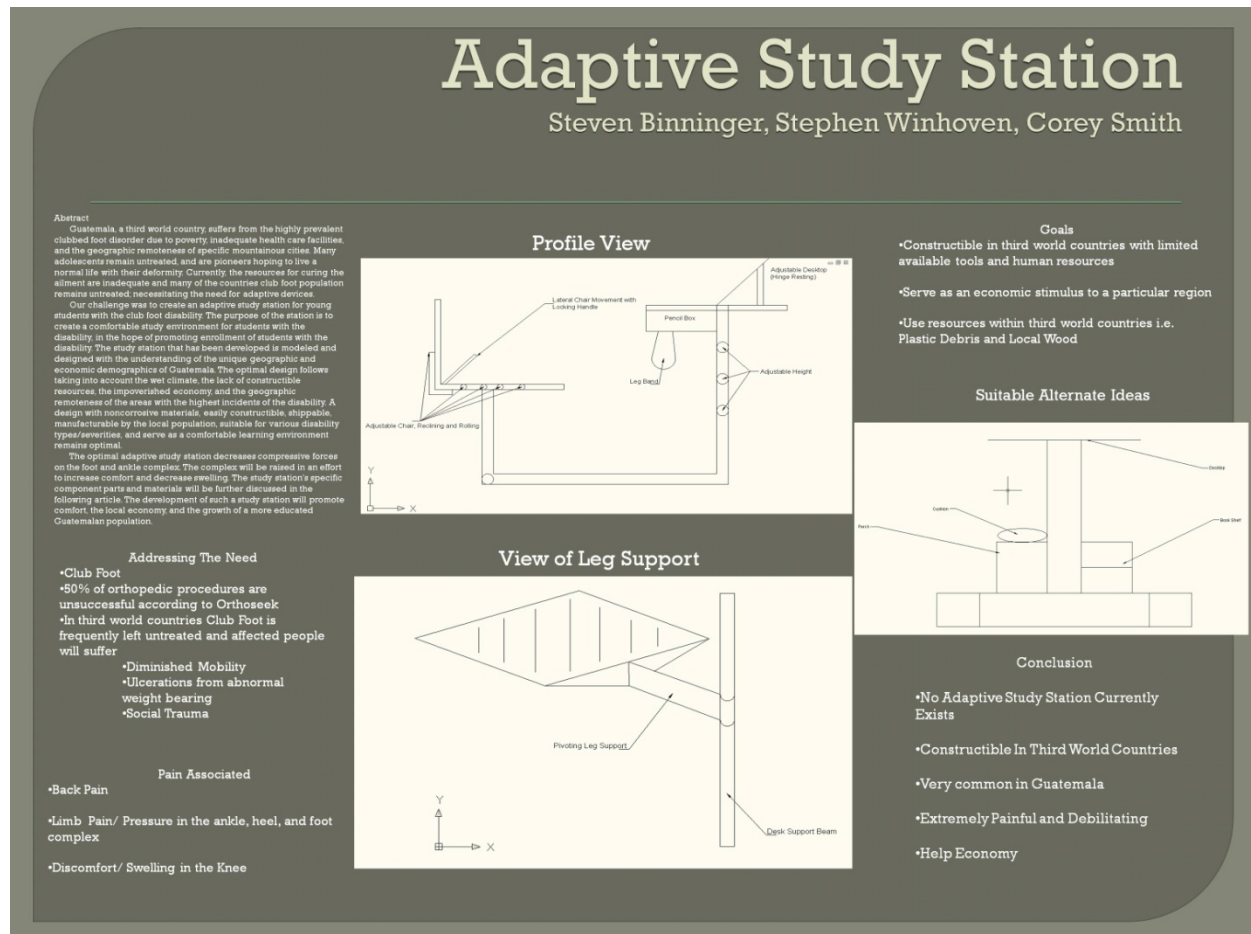 Adaptive Study Station
Steven Binninger, Stephen Winhoven, Corey Smith
Abstract
Guatemala, a third world country, suffers from the highly prevalent
clubbed foot disorder due to poverty, inadequate health care facilities,
and the geographic remoteness of specific mountainous cities. Many
adolescents remain untreated, and are pioneers hoping to live a
normal life with their deformity. Currently, the resources for curing the
ailment are inadequate and many of the countries club foot population
remains untreated; necessitating the need for adaptive devices.
Our challenge was to create an adaptive study station for young
students with the club foot disability. The purpose of the station is to
create a comfortable study environment for students with the
disability, in the hope of promoting enrollment of students with the
disability. The study station that has been developed is modeled and
designed with the understanding of the unique geographic and
economic demographics of Guatemala. The optimal design follows
taking into account the wet climate, the lack of constructible
resources, the impoverished economy, and the geographic
remoteness of the areas with the highest incidents of the disability. A
design with noncorrosive materials, easily constructible, shippable,
manufacturable by the local population, suitable for various disability
types/severities, and serve as a comfortable learning environment
remains optimal.
The optimal adaptive study station decreases compressive forces
on the foot and ankle complex. The complex will be raised in an effort
to increase comfort and decrease swelling. The study station's specific
component parts and materials will be further discussed in the
following article. The development of such a study station will promote
comfort, the local economy, and the growth of a more educated
Guatemalan population.
Addressing The Need
•Club Foot
•50% of orthopedic procedures are
unsuccessful according to Orthoseek
•In third world countries Club Foot is
frequently left untreated and affected people
will suffer
•Diminished Mobility
•Ulcerations from abnormal
weight bearing
•Social Trauma
Pain Associated
•Back Pain
•Limb Pain/ Pressure in the ankle, heel, and foot
complex
•Discomfort/ Swelling in the Knee
Profile View
Adjustable Desktop
(Hinge Resting)
Lateral Chair Movement with
Locking Handle
Pencil Box
Leg Band
Adjustable Height
Adjustable Chair, Reclining and Rolling
Y
X
View of Leg Support
Pivoting Leg Support
Y
X
Desk Support Beam
Goals
•Constructible in third world countries with limited
available tools and human resources
•Serve as an economic stimulus to a particular region
•Use resources within third world countries i.e.
Plastic Debris and Local Wood
Suitable Alternate Ideas
Desktop
Cushion
Book Shelf
Conclusion
•No Adaptive Study Station Currently
Exists
•Constructible In Third World Countries
•Very common in Guatemala
•Extremely Painful and Debilitating
•Help Economy